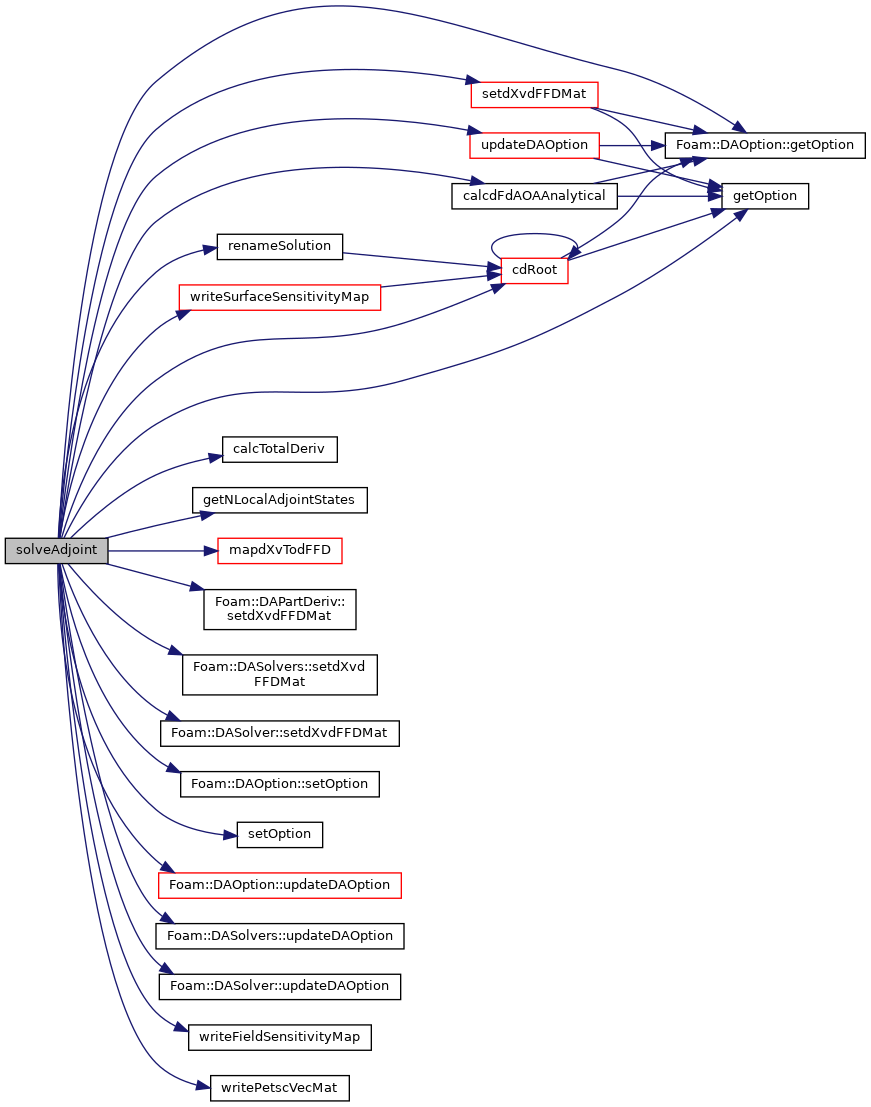 setdXvdFFDMat
updateDAOption
Foam::DAOption::getOption
calcdFdAOAAnalytical
getOption
renameSolution
cdRoot
writeSurfaceSensitivityMap
calcTotalDeriv
getNLocalAdjointStates
solveAdjoint
mapdXvTodFFD
Foam::DAPartDeriv::
setdXvdFFDMat
Foam::DASolvers::setdXvd
FFDMat
Foam::DASolver::setdXvdFFDMat
Foam::DAOption::setOption
setOption
Foam::DAOption::updateDAOption
Foam::DASolvers::updateDAOption
Foam::DASolver::updateDAOption
writeFieldSensitivityMap
writePetscVecMat